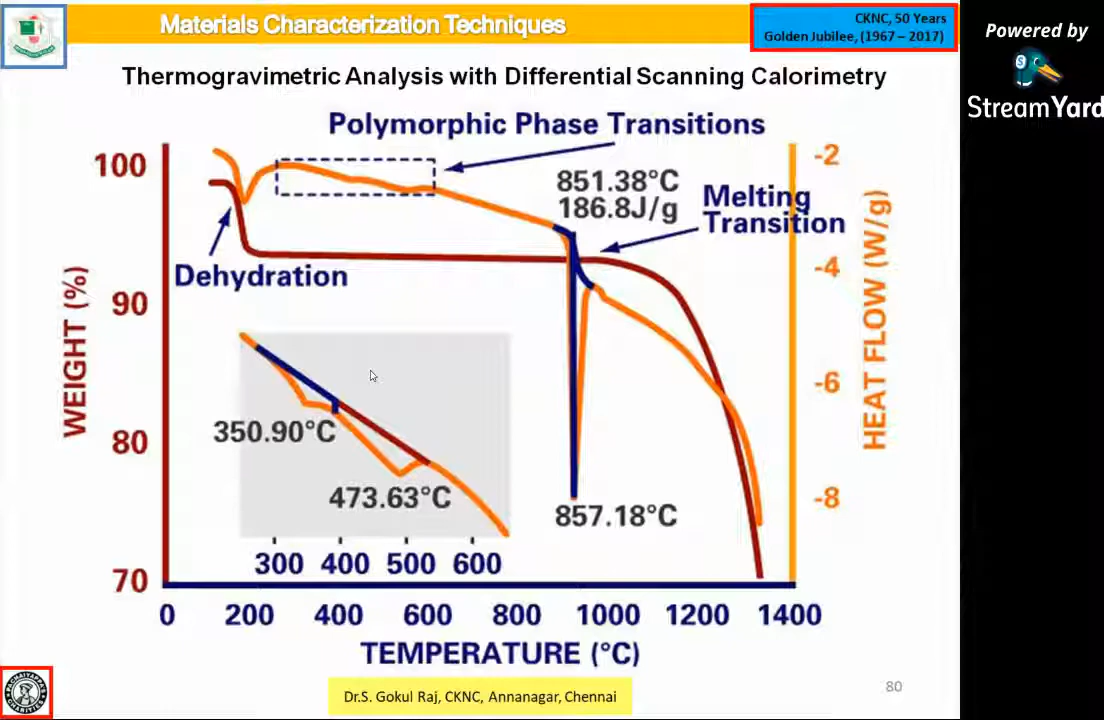 Materials Characterization Techniques
CKNC, 50 Years
Golden Jubilee, (1967 – 2017)
Powered by
StreamYard
Thermogravimetric Analysis with Differential Scanning Calorimetry
Polymorphic Phase Transitions
100
90
80
70
WEIGHT (%)
-2
-4
-6
-8
HEAT FLOW (W/g)
851.38°C
186.8J/g
Melting
Transition
Dehydration
350.90°C
473.63°C
857.18°C
300 400 500 600
0 200 400 600 800 1000 1200 1400
TEMPERATURE (°C)
Dr.S. Gokul Raj, CKNC, Annanagar, Chennai
80